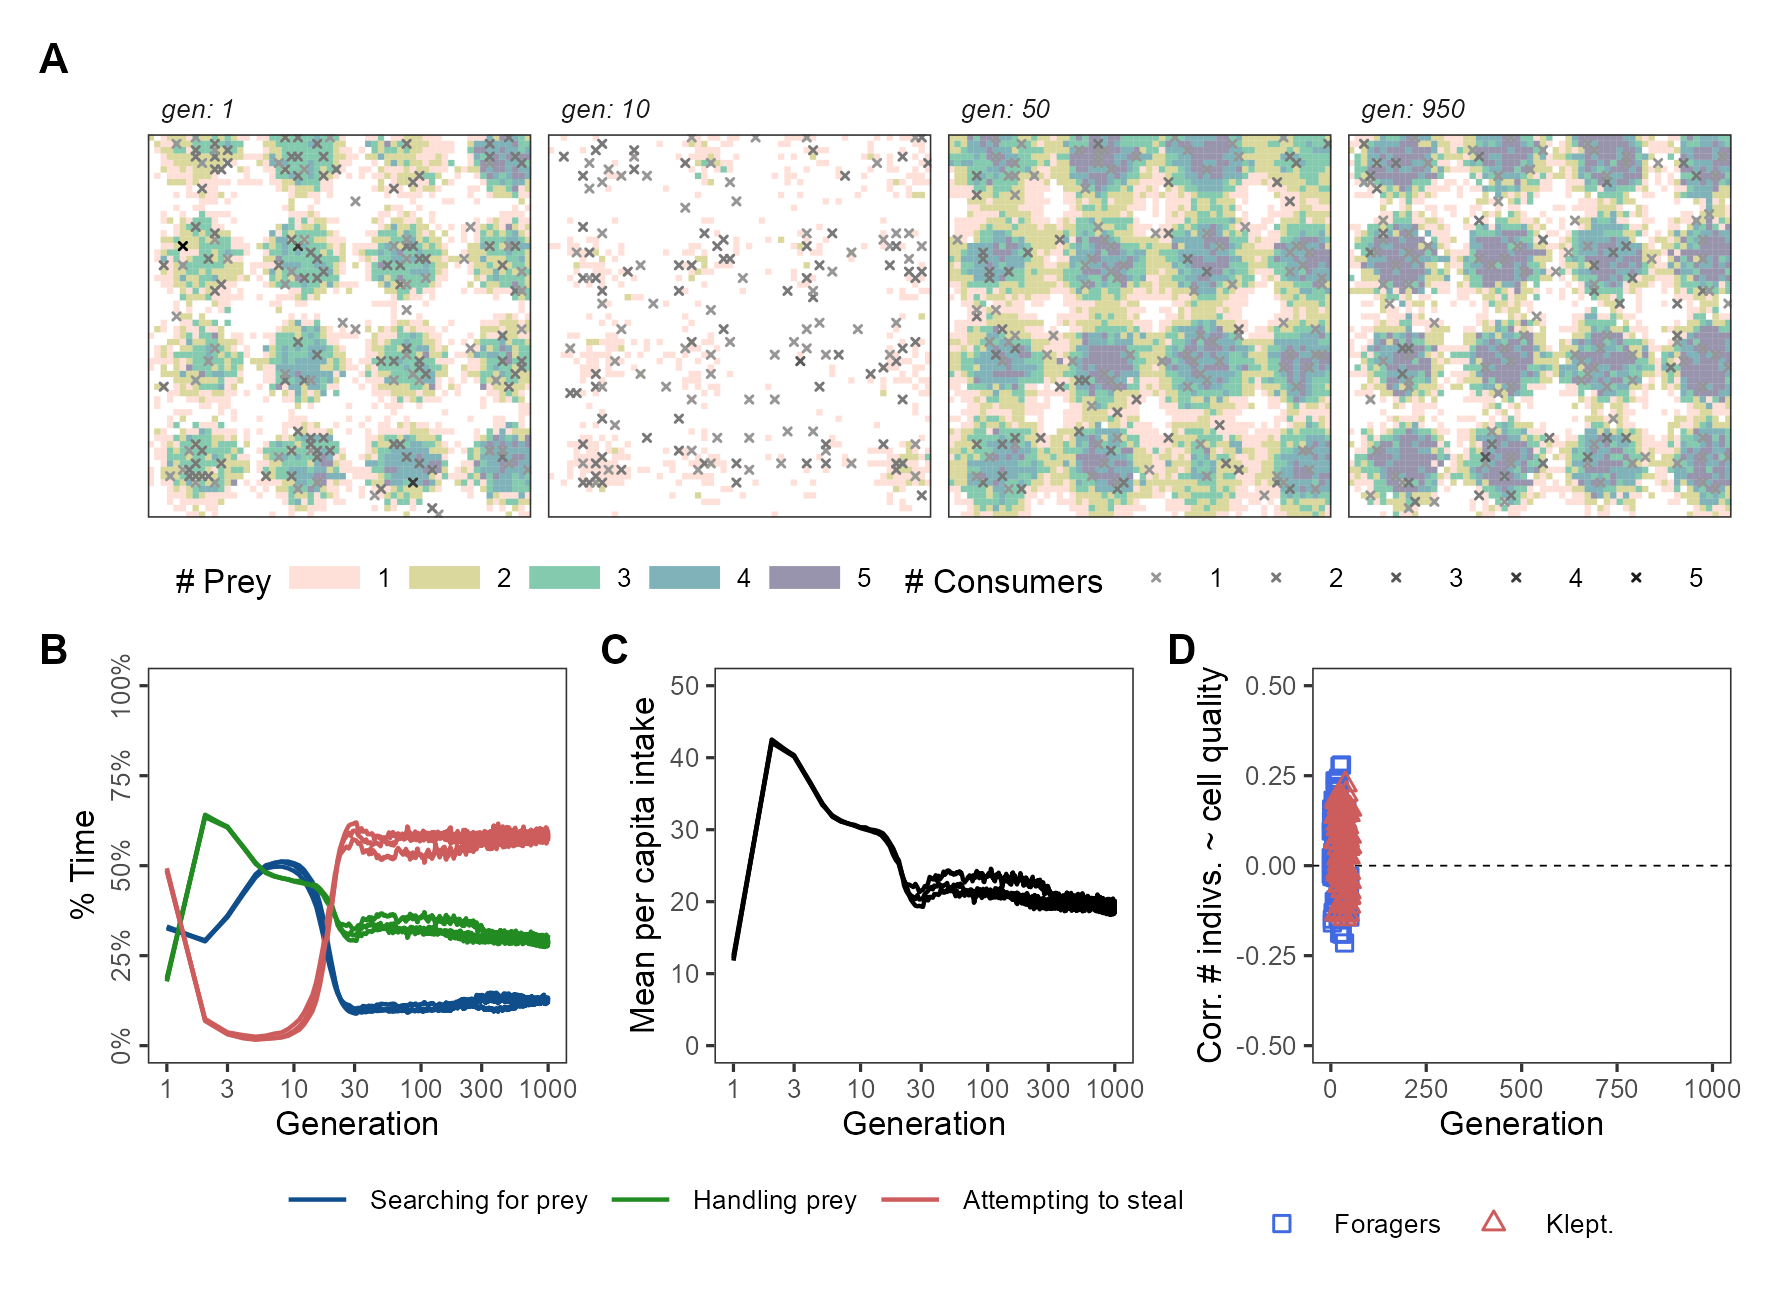 A
gen: 1
gen: 10
gen: 50
gen: 950
# Prey 1 2 3 4 5 # Consumers 1 2 3 4 5
B
% Time
100%
75%
50%
25%
0%
1 3 10 30 100 300 1000
Generation
C
Mean per capita intake
50
40
30
20
10
0
1 3 10 30 100 300 1000
Generation
D
Corr. # indivs. ~ cell quality
0.50
0.25
0.00
-0.25
-0.50
0 250 500 750 1000
Generation
Searching for prey Handling prey Attempting to steal
Foragers Klept.